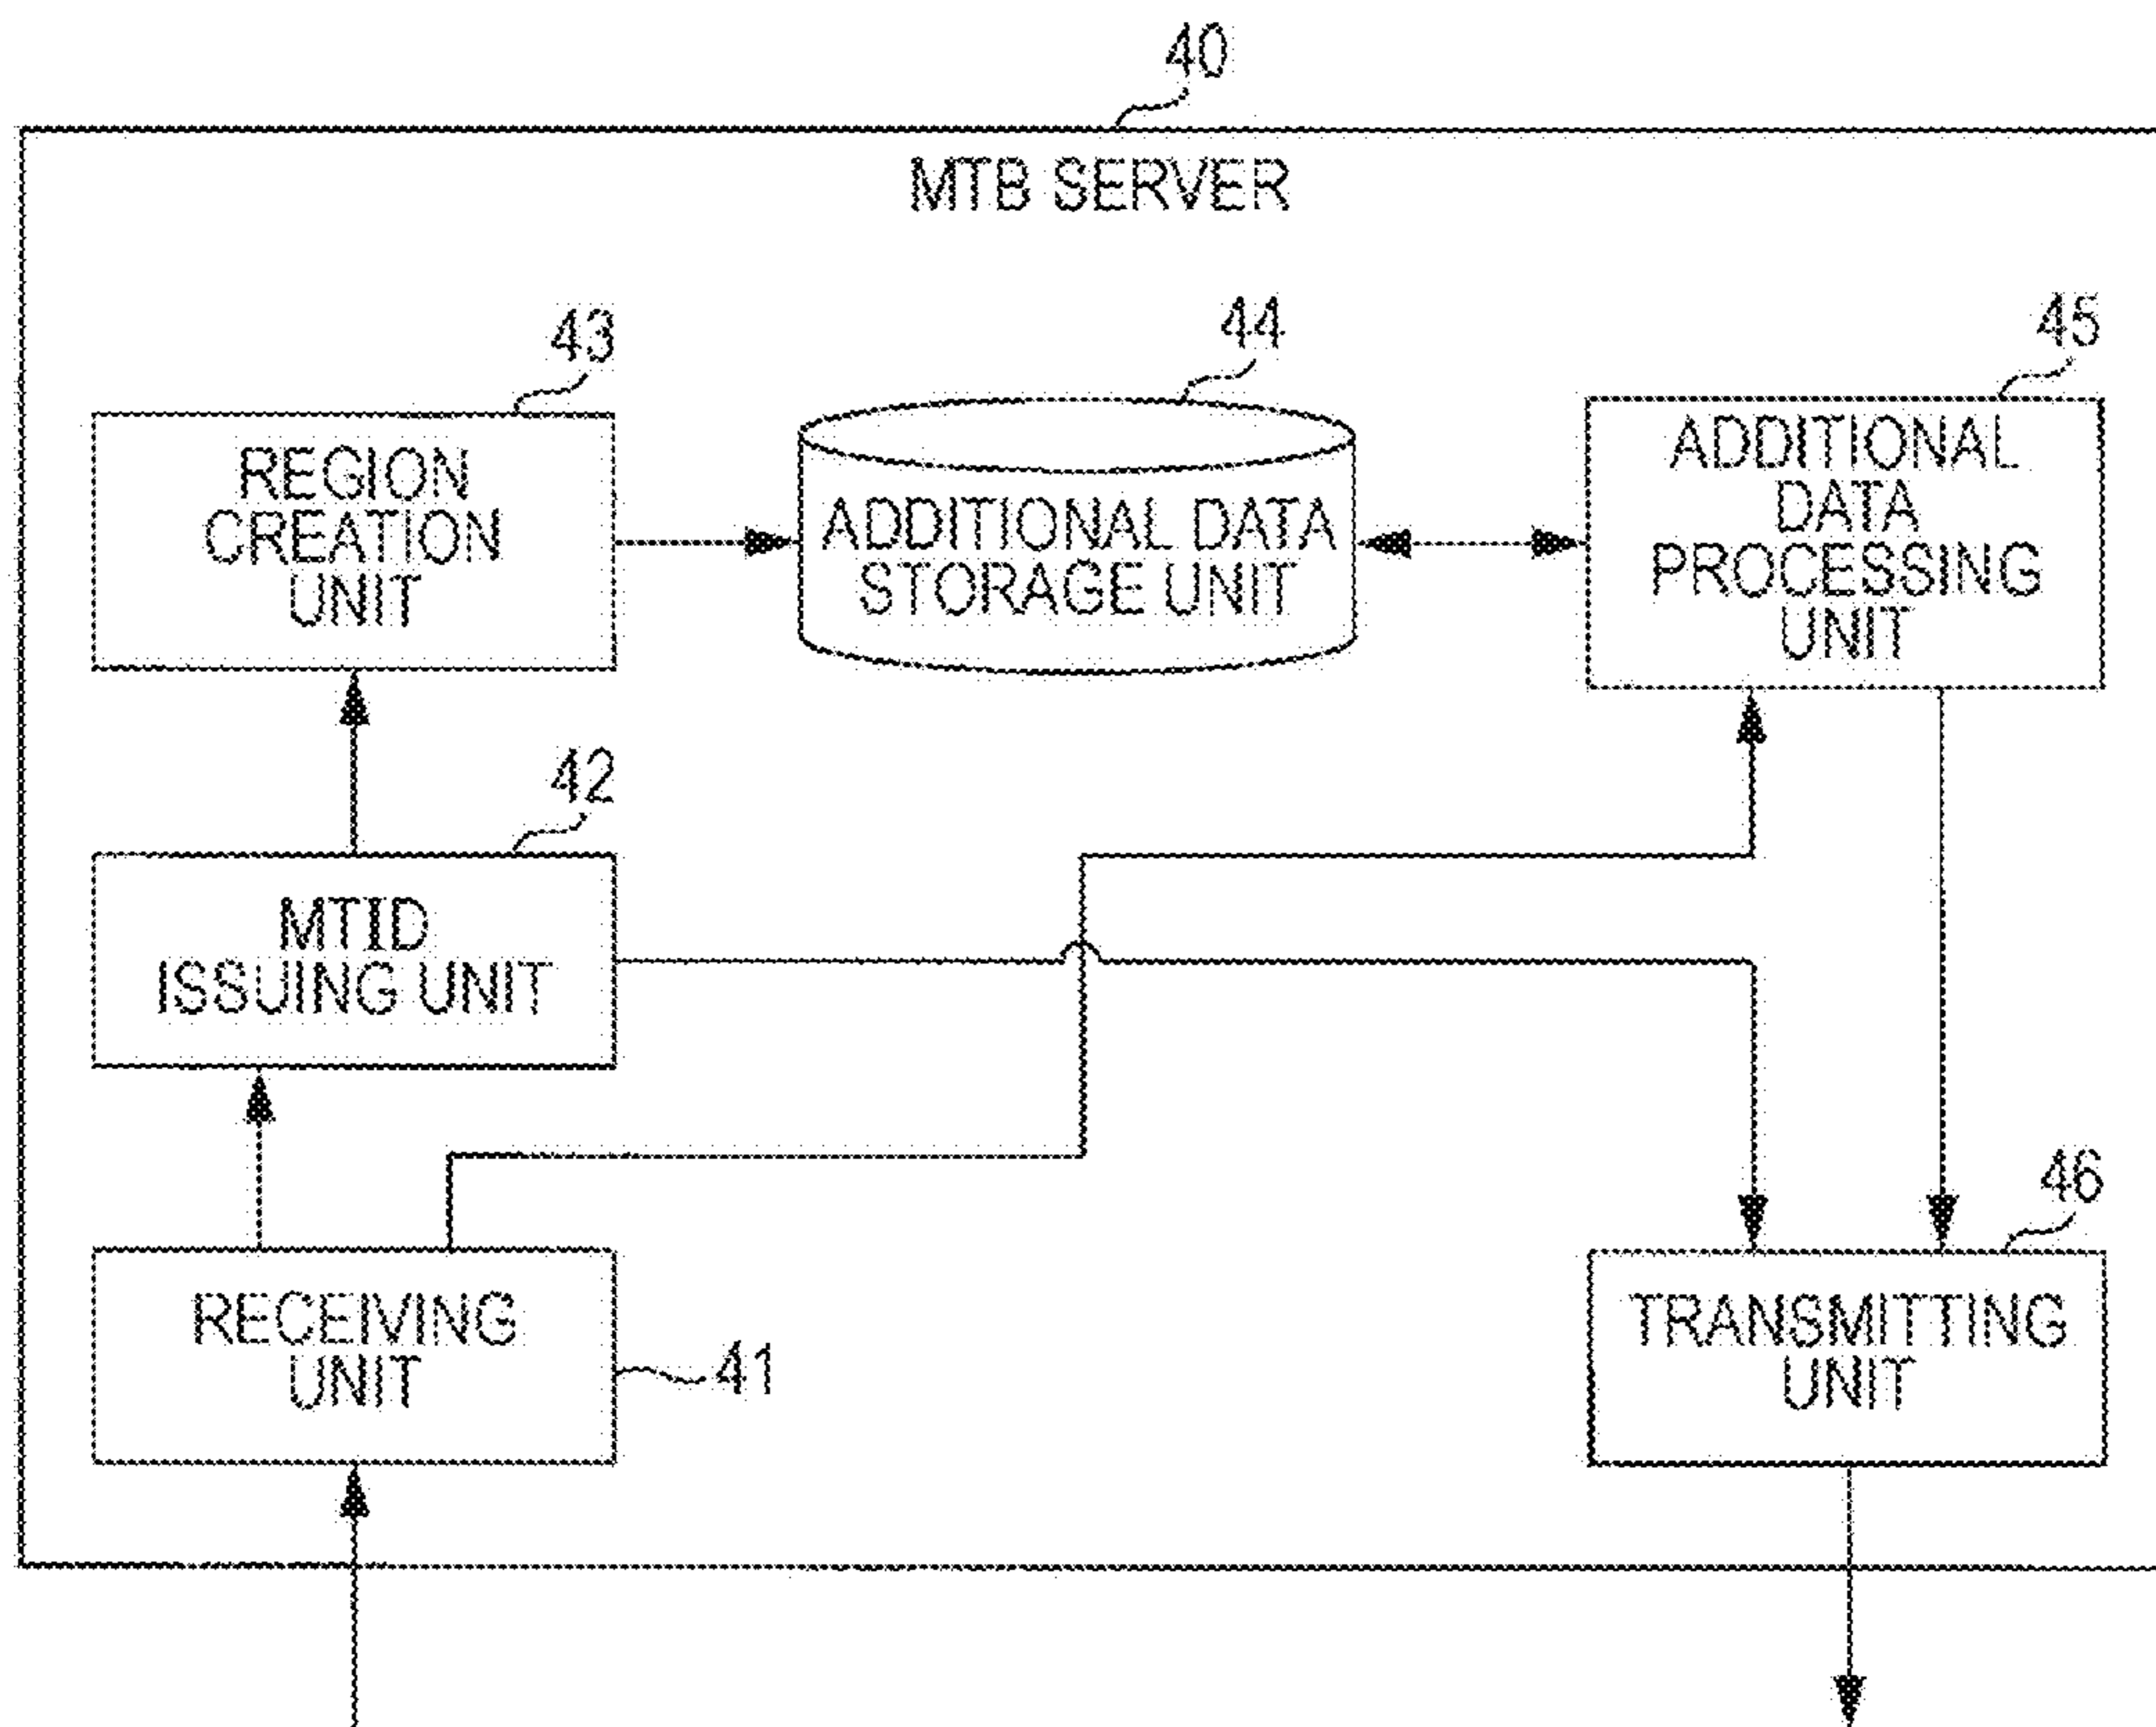 40
MTB SERVER
43
44
45
REGION
CREATION
UNIT
ADDITIONAL DATA
STORAGE UNIT
ADDITIONAL
DATA
PROCESSING
UNIT
42
MTID
ISSUING UNIT
46
RECEIVING
UNIT
41
TRANSMITTING
UNIT